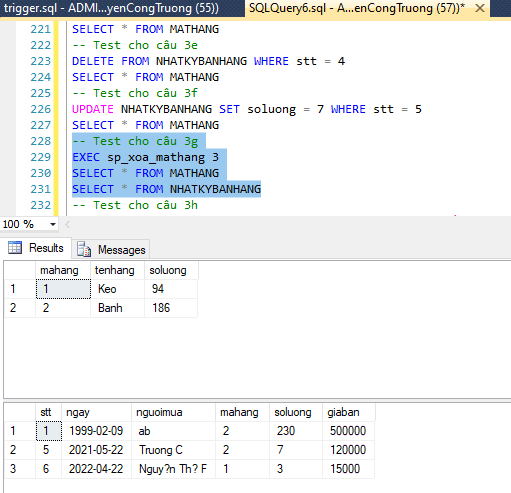 trigger.sql - ADMI...yenCongTruong (55)) SQLQuery6.sql - A...enCongTruong (57))* ✕
221 SELECT * FROM MATHANG
222 -- Test cho câu 3e
223 DELETE FROM NHATKYBANHANG WHERE stt = 4
224 SELECT * FROM MATHANG
225 -- Test cho câu 3f
226 UPDATE NHATKYBANHANG SET soluong = 7 WHERE stt = 5
227 SELECT * FROM MATHANG
228 -- Test cho câu 3g
229 EXEC sp_xoa_mathang 3
230 SELECT * FROM MATHANG
231 SELECT * FROM NHATKYBANHANG
232 -- Test cho câu 3h
100 %
Results Messages
mahang tenhang soluong
1 1 Keo 94
2 2 Banh 186
stt ngay nguoimua mahang soluong giaban
1 1 1999-02-09 ab 2 230 500000
2 5 2021-05-22 Truong C 2 7 120000
3 6 2022-04-22 Nguy?n Th? F 1 3 15000